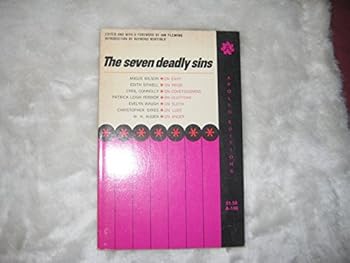 EDITED AND WITH A FOREWORD BY IAN FLEMING
INTRODUCTION BY RAYMOND MORTIMER
The seven deadly sins
ANGUS WILSON ON ENVY
EDITH SITWELL ON PRIDE
CYRIL CONNOLLY ON COVETOUSNESS
PATRICK LEIGH FERMOR ON GLUTTONY
EVELYN WAUGH ON SLOTH
CHRISTOPHER SYKES ON LUST
W. H. AUDEN ON ANGER
APOLLO EDITIONS